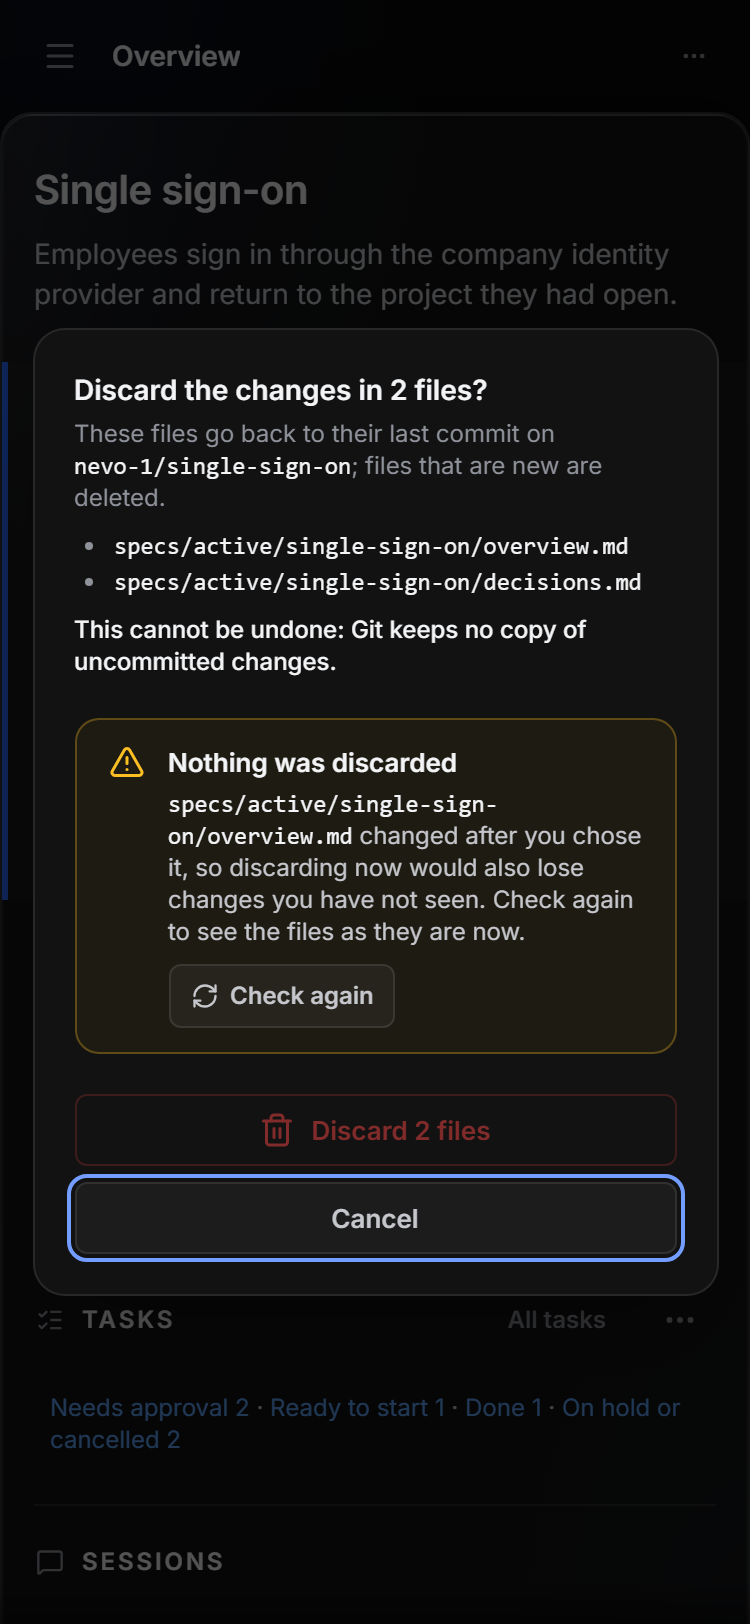 Overview
Single sign-on
Employees sign in through the company identity
provider and return to the project they had open.
Discard the changes in 2 files?
These files go back to their last commit on
nevo-1/single-sign-on; files that are new are
deleted.
• specs/active/single-sign-on/overview.md
• specs/active/single-sign-on/decisions.md
This cannot be undone: Git keeps no copy of
uncommitted changes.
Nothing was discarded
specs/active/single-sign-
on/overview.md changed after you chose
it, so discarding now would also lose
changes you have not seen. Check again
to see the files as they are now.
Check again
Discard 2 files
Cancel
TASKS All tasks
Needs approval 2 · Ready to start 1 · Done 1 · On hold or
cancelled 2
SESSIONS